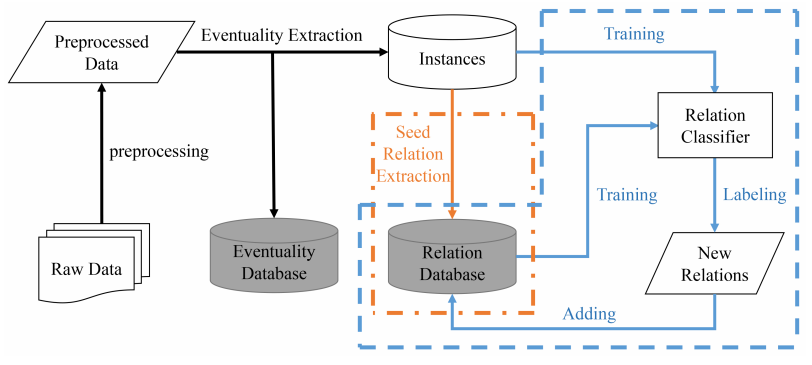 Preprocessed
Data
Eventuality Extraction
Instances
Training
Relation
Classifier
Seed
Relation
Extraction
preprocessing
Training
Labeling
Raw Data
Eventuality
Database
Relation
Database
New
Relations
Adding